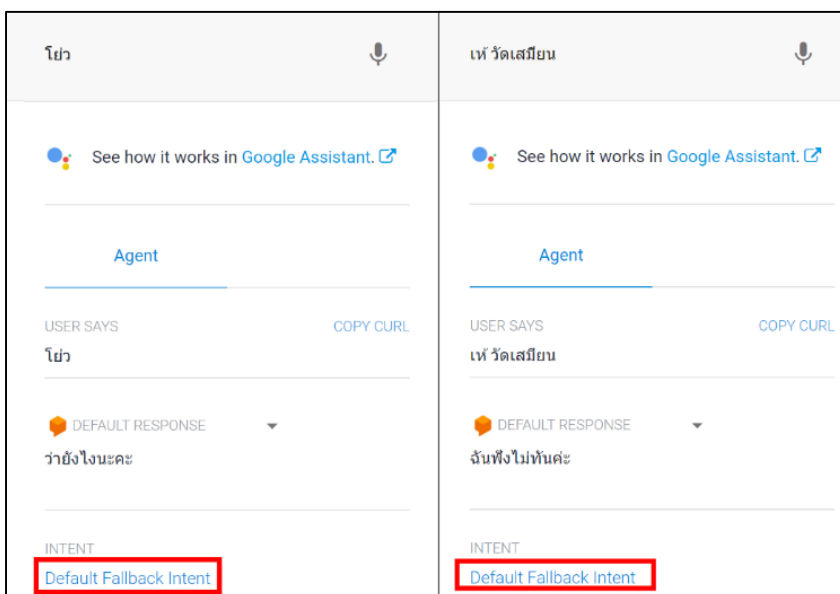 โย่ว
See how it works in Google Assistant.
Agent
USER SAYS COPY CURL
โย่ว
DEFAULT RESPONSE
ว่ายังไงนะคะ
INTENT
Default Fallback Intent
เห้ วัดเสมียน
See how it works in Google Assistant.
Agent
USER SAYS COPY CURL
เห้ วัดเสมียน
DEFAULT RESPONSE
ฉันฟังไม่ทันค่ะ
INTENT
Default Fallback Intent